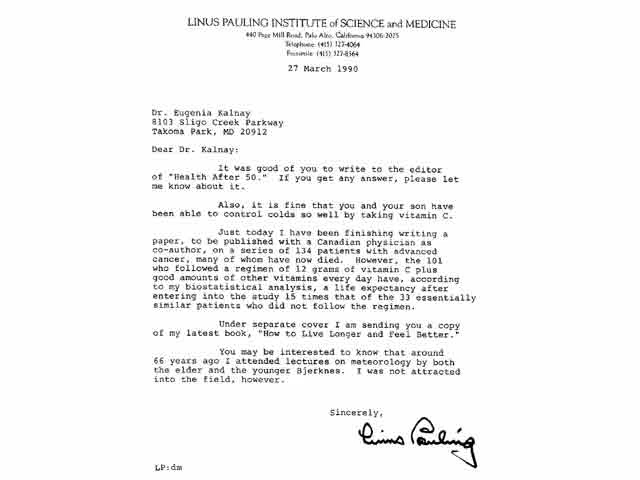 LINUS PAULING INSTITUTE of SCIENCE and MEDICINE
440 Page Mill Road, Palo Alto, California 94306-2025
Telephone: (415) 327-4064
Facsimile: (415) 327-8564
27 March 1990
Dr. Eugenia Kalnay
8103 Sligo Creek Parkway
Takoma Park, MD 20912
Dear Dr. Kalnay:
It was good of you to write to the editor
of "Health After 50." If you get any answer, please let
me know about it.
Also, it is fine that you and your son have
been able to control colds so well by taking vitamin C.
Just today I have been finishing writing a
paper, to be published with a Canadian physician as
co-author, on a series of 134 patients with advanced
cancer, many of whom have now died. However, the 101
who followed a regimen of 12 grams of vitamin C plus
good amounts of other vitamins every day have, according
to my biostatistical analysis, a life expectancy after
entering into the study 15 times that of the 33 essentially
similar patients who did not follow the regimen.
Under separate cover I am sending you a copy
of my latest book, "How to Live Longer and Feel Better."
You may be interested to know that around
66 years ago I attended lectures on meteorology by both
the elder and the younger Bjerknes. I was not attracted
into the field, however.
Sincerely,
Linus Pauling
LP:dm